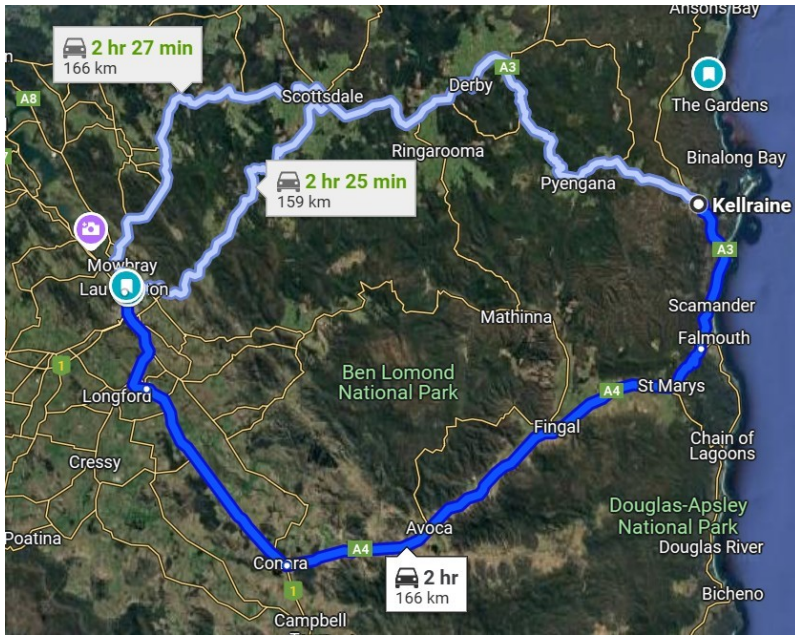 Ansons Bay
2 hr 27 min
166 km
A3
Derby
A8
Scottsdale
The Gardens
Ringarooma
Binalong Bay
2 hr 25 min
159 km
Pyengana
Kellraine
A3
Mowbray
Scamander
Mathinna
Falmouth
1
Ben Lomond
National Park
A4
St Marys
Longford
Fingal
Chain of
Lagoons
Cressy
Douglas-Apsley
National Park
Avoca
Poatina
A4
Douglas River
Conara
2 hr
166 km
1
Bicheno
Campbell